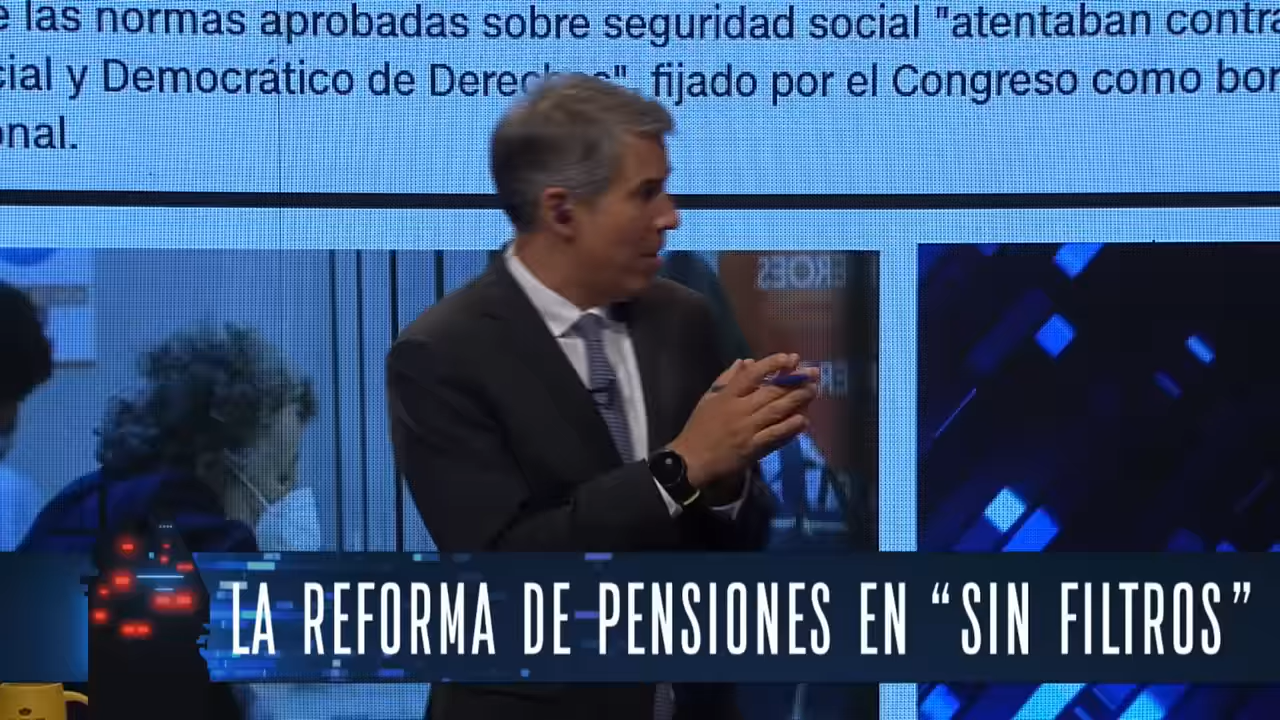 e las normas aprobadas sobre seguridad social "atentaban contra
cial y Democrático de Derecho", fijado por el Congreso como bor
onal.
LA REFORMA DE PENSIONES EN “SIN FILTROS”